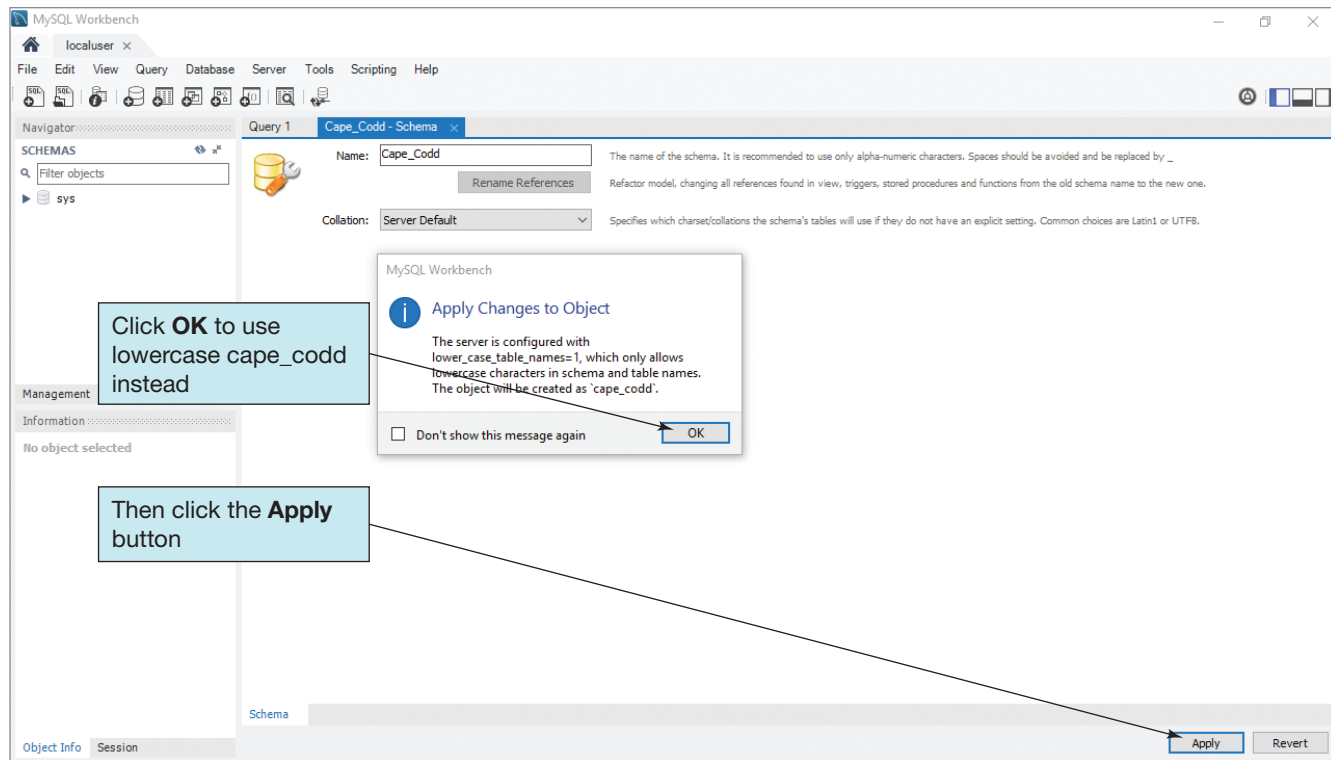 MySQL Workbench
localuser ×
File Edit View Query Database Server Tools Scripting Help
Navigator
Query 1 Cape_Codd - Schema ×
SCHEMAS
Filter objects
sys
Name: Cape_Codd
The name of the schema. It is recommended to use only alpha-numeric characters. Spaces should be avoided and be replaced by _
Rename References
Refactor model, changing all references found in view, triggers, stored procedures and functions from the old schema name to the new one.
Collation: Server Default
Specifies which charset/collations the schema's tables will use if they do not have an explicit setting. Common choices are Latin1 or UTF8.
MySQL Workbench
Apply Changes to Object
The server is configured with
lower_case_table_names=1, which only allows
lowercase characters in schema and table names.
The object will be created as `cape_codd`.
Don't show this message again
OK
Click OK to use
lowercase cape_codd
instead
Management
Information
No object selected
Then click the Apply
button
Schema
Object Info Session
Apply Revert